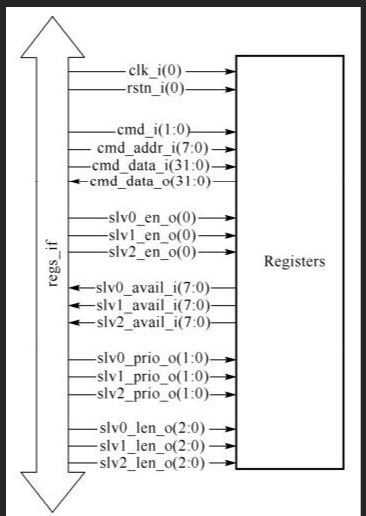 clk_i(0)
rstn_i(0)
cmd_i(1:0)
cmd_addr_i(7:0)
cmd_data_i(31:0)
cmd_data_o(31:0)
slv0_en_o(0)
slv1_en_o(0)
slv2_en_o(0)
regs_if
Registers
slv0_avail_i(7:0)
slv1_avail_i(7:0)
slv2_avail_i(7:0)
slv0_prio_o(1:0)
slv1_prio_o(1:0)
slv2_prio_o(1:0)
slv0_len_o(2:0)
slv1_len_o(2:0)
slv2_len_o(2:0)